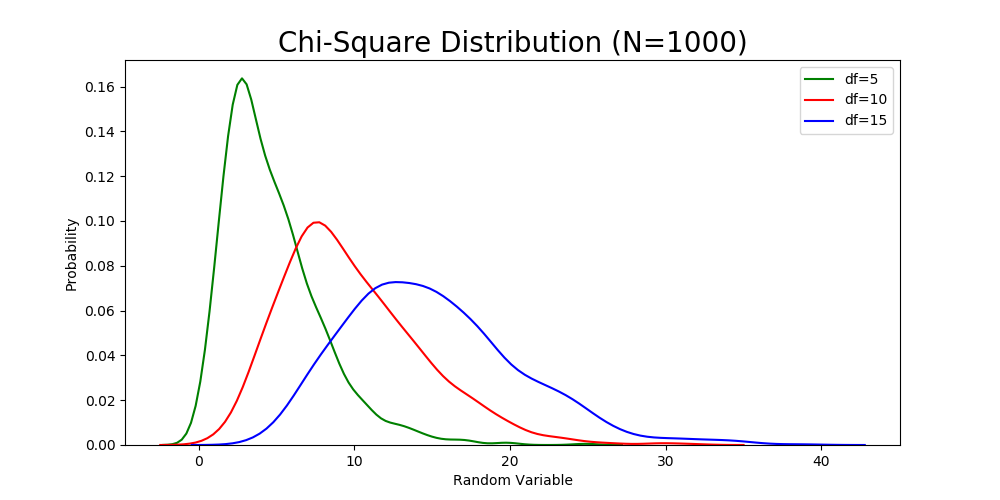 Chi-Square Distribution (N=1000)
df=5
df=10
df=15
0.16
0.14
0.12
0.10
0.08
0.06
0.04
0.02
0.00
Probability
0 10 20 30 40
Random Variable